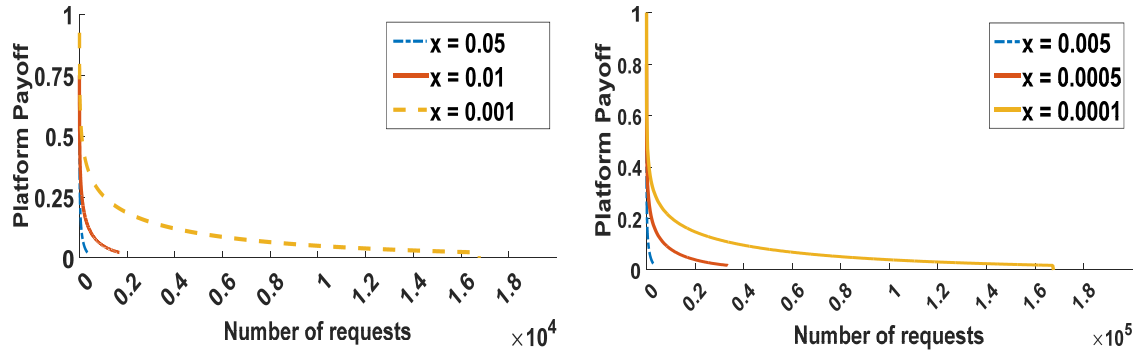 Platform Payoff
1
0.75
0.5
0.25
0
x = 0.05
x = 0.01
x = 0.001
0 0.2 0.4 0.6 0.8 1 1.2 1.4 1.6 1.8
Number of requests
×10⁴
Platform Payoff
1
0.8
0.6
0.4
0.2
0
x = 0.005
x = 0.0005
x = 0.0001
0 0.2 0.4 0.6 0.8 1 1.2 1.4 1.6 1.8
Number of requests
×10⁵